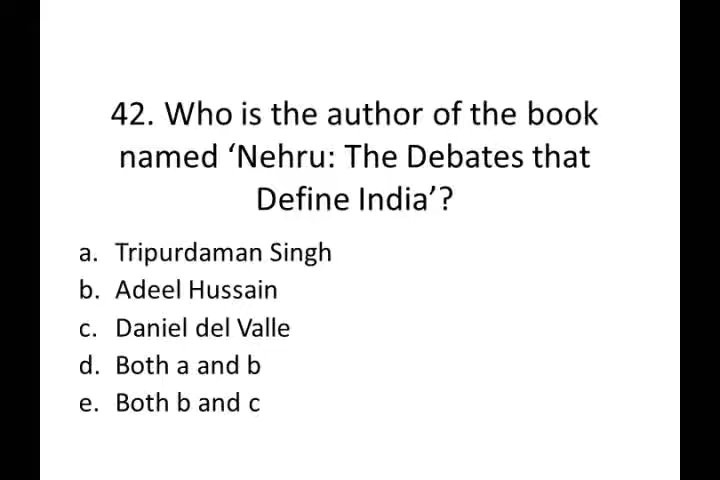 42. Who is the author of the book
named ‘Nehru: The Debates that
Define India’?
a. Tripurdaman Singh
b. Adeel Hussain
c. Daniel del Valle
d. Both a and b
e. Both b and c